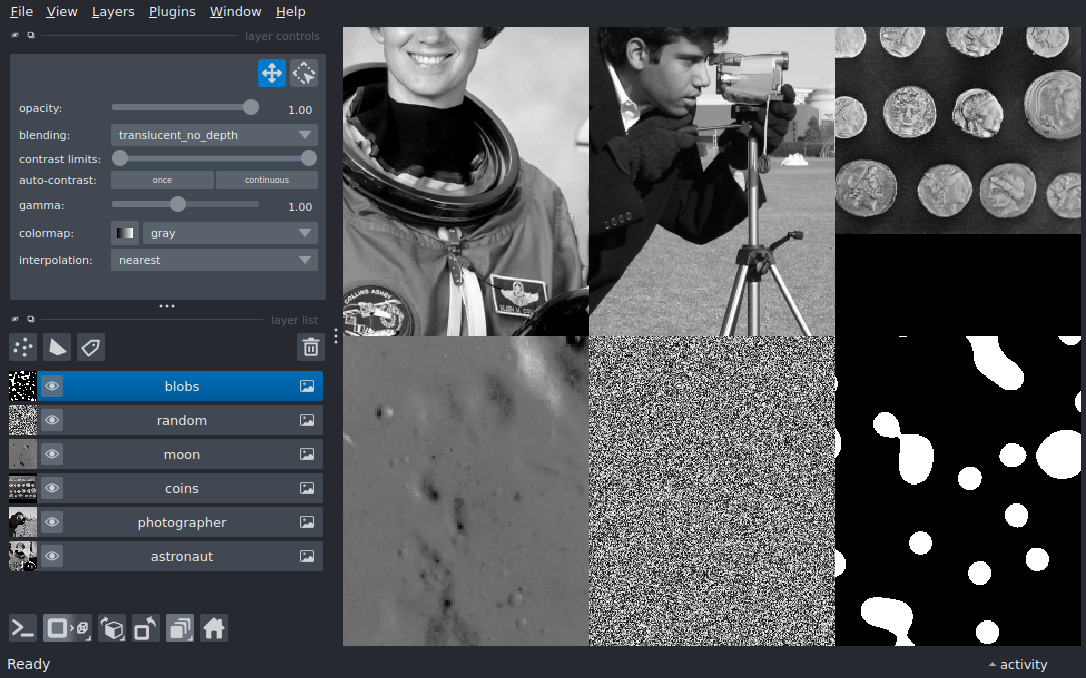 File View Layers Plugins Window Help
layer controls
opacity: 1.00
blending: translucent_no_depth
contrast limits:
auto-contrast: once continuous
gamma: 1.00
colormap: gray
interpolation: nearest
layer list
blobs
random
moon
coins
photographer
astronaut
Ready
activity